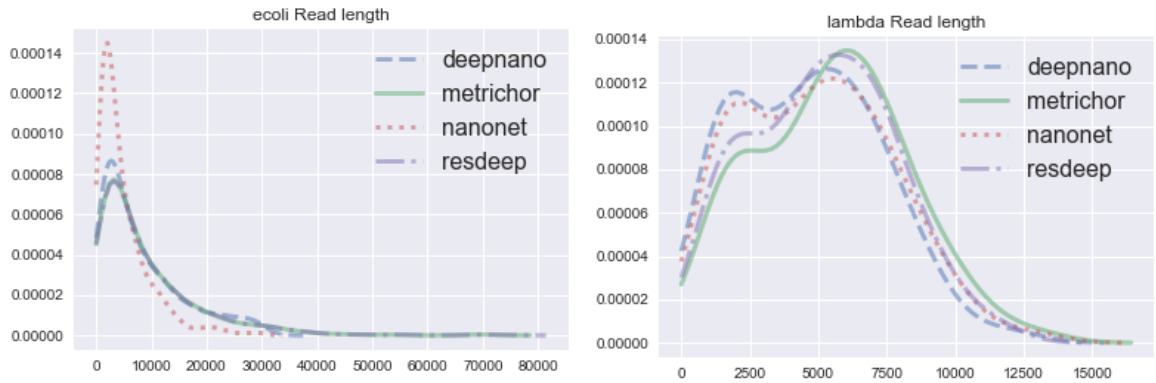 ecoli Read length
0.00014
0.00012
0.00010
0.00008
0.00006
0.00004
0.00002
0.00000
deepnano
metrichor
nanonet
resdeep
0 10000 20000 30000 40000 50000 60000 70000 80000
lambda Read length
0.00014
0.00012
0.00010
0.00008
0.00006
0.00004
0.00002
0.00000
deepnano
metrichor
nanonet
resdeep
0 2500 5000 7500 10000 12500 15000